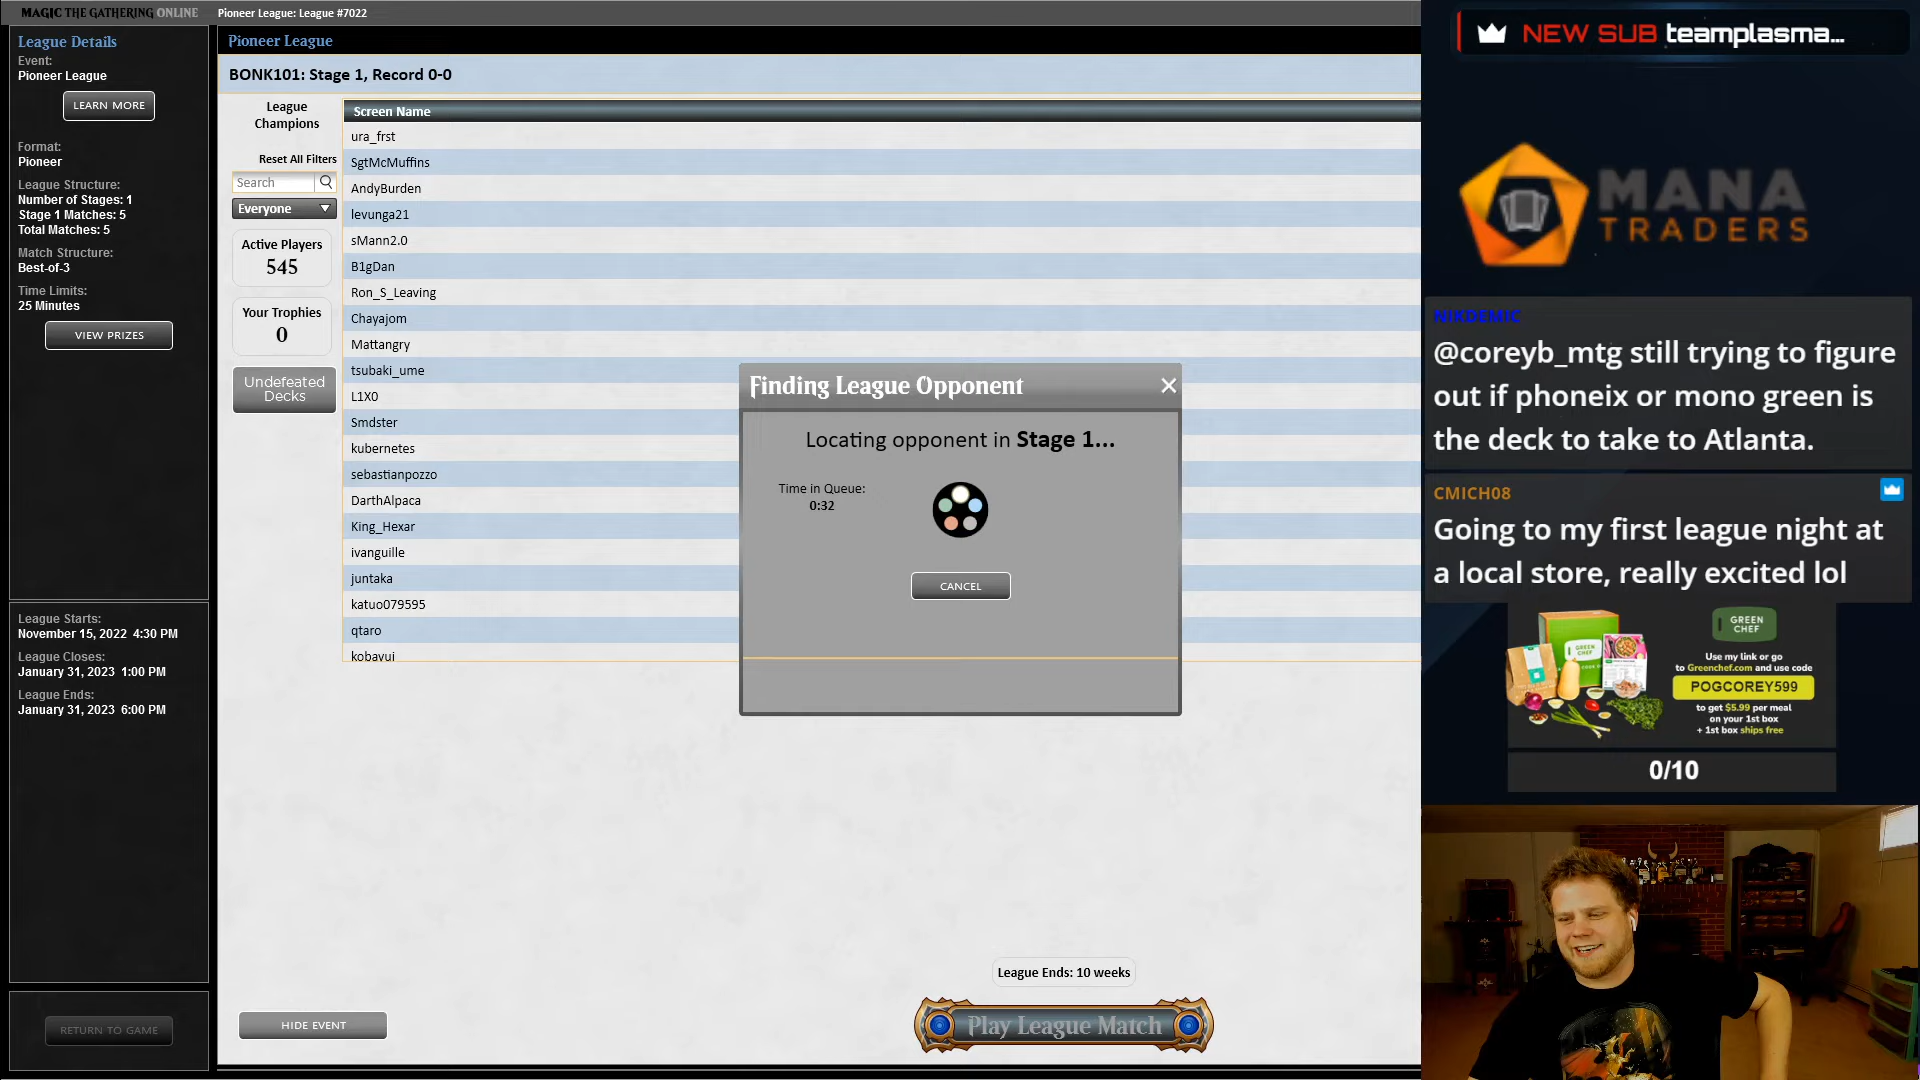 MAGIC THE GATHERING ONLINE
Pioneer League: League #7022
League Details
Event:
Pioneer League
LEARN MORE
Format:
Pioneer
League Structure:
Number of Stages: 1
Stage 1 Matches: 5
Total Matches: 5
Match Structure:
Best-of-3
Time Limits:
25 Minutes
VIEW PRIZES
League Starts:
November 15, 2022 4:30 PM
League Closes:
January 31, 2023 1:00 PM
League Ends:
January 31, 2023 6:00 PM
RETURN TO GAME
Pioneer League
BONK101: Stage 1, Record 0-0
League
Champions
Reset All Filters
Search
Everyone
Active Players
545
Your Trophies
0
Undefeated
Decks
Screen Name
ura_frst
SgtMcMuffins
AndyBurden
levunga21
sMann2.0
B1gDan
Ron_S_Leaving
Chayajom
Mattangry
tsubaki_ume
L1X0
Smdster
kubernetes
sebastianpozzo
DarthAlpaca
King_Hexar
ivanguille
juntaka
katuo079595
qtaro
kobayui
Finding League Opponent
Locating opponent in Stage 1...
Time in Queue:
0:32
CANCEL
League Ends: 10 weeks
HIDE EVENT
Play League Match
NEW SUB teamplasma...
MANA
TRADERS
NIKDEMIC
@coreyb_mtg still trying to figure
out if phoneix or mono green is
the deck to take to Atlanta.
CMICH08
Going to my first league night at
a local store, really excited lol
GREEN
CHEF
Use my link or go
to Greenchef.com and use code
POGCOREY599
to get $5.99 per meal
on your 1st box
+ 1st box ships free
0/10